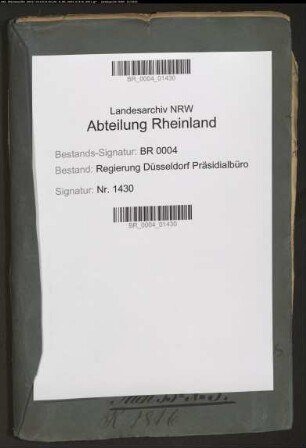 BR_0004_01430
Landesarchiv NRW
Abteilung Rheinland
Bestands-Signatur: BR 0004
Bestand: Regierung Düsseldorf Präsidialbüro
Signatur: Nr. 1430
BR_0004_01430